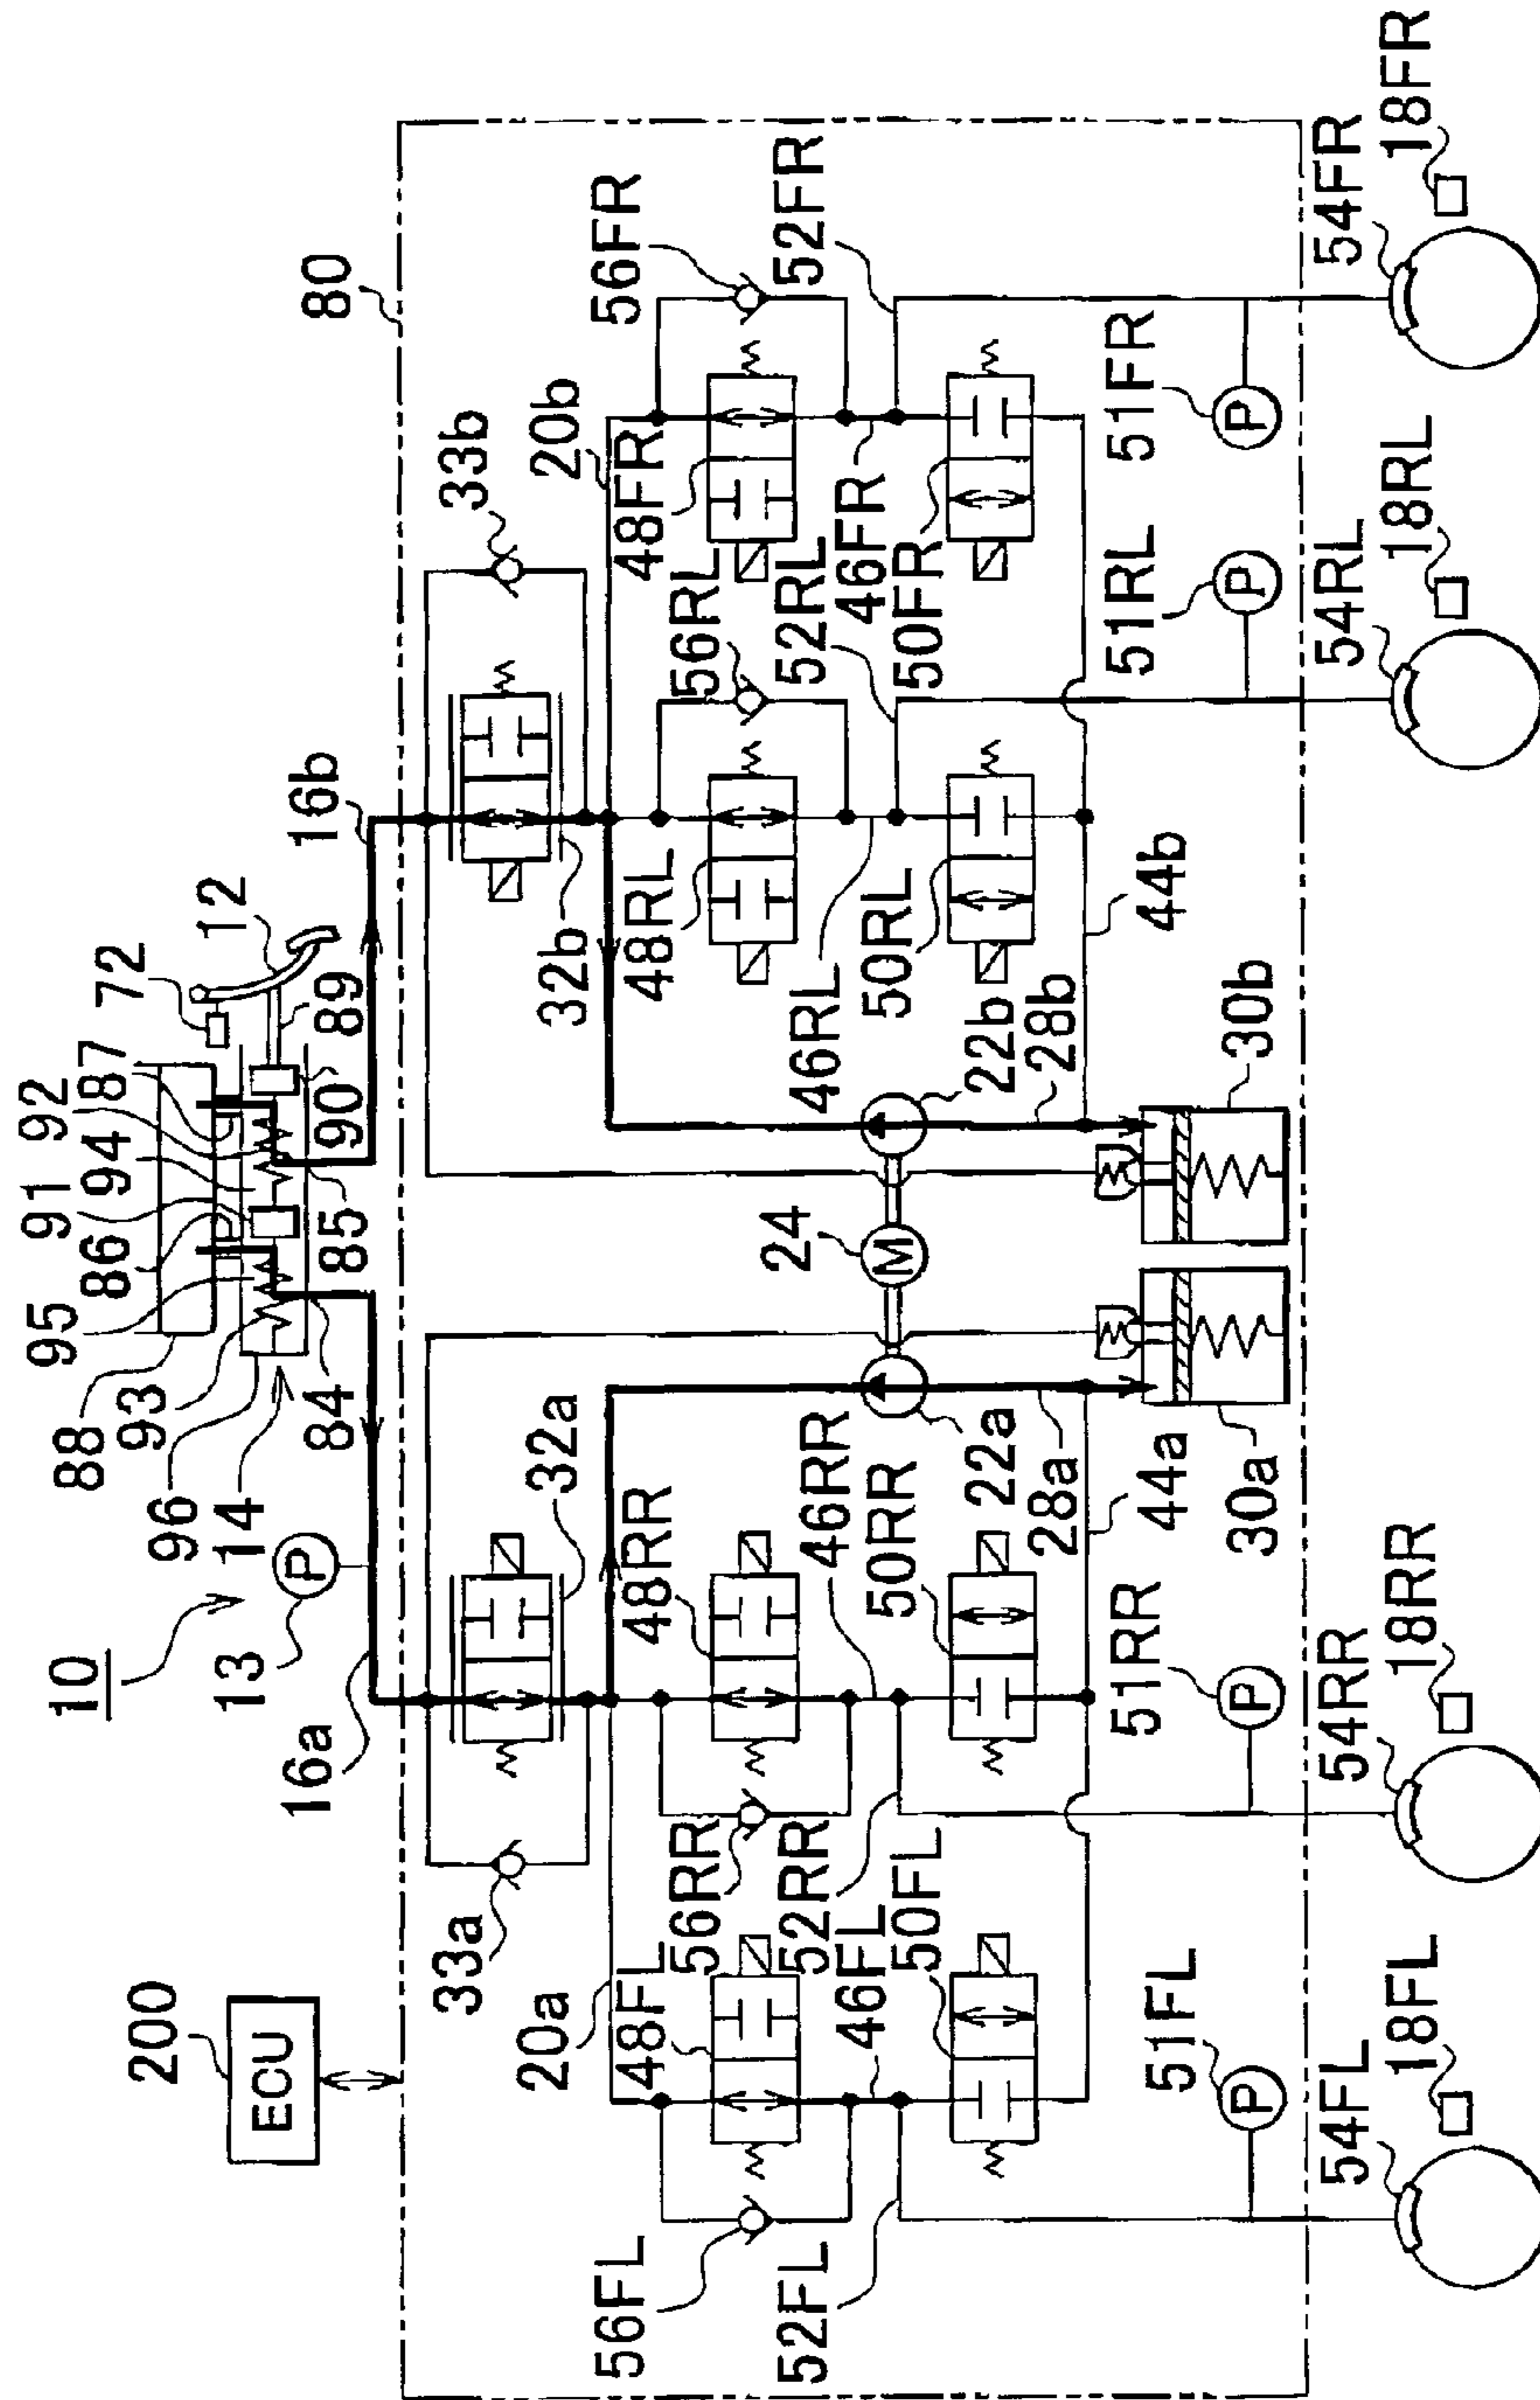 10
13
14
96
93
88
95
86
91
94
92
87
72
12
89
90
85
84
16a
16b
80
200
ECU
P
33a
32a
32b
33b
20a
20b
48FL
48RR
48RL
48FR
56FL
56RR
56RL
56FR
52FL
52RR
52RL
52FR
46FL
46RR
46RL
46FR
50FL
50RR
50RL
50FR
22a
24
M
22b
28a
28b
44a
44b
30a
30b
51FL
P
51RR
P
51RL
P
51FR
P
54FL
18FL
54RR
18RR
54RL
18RL
54FR
18FR